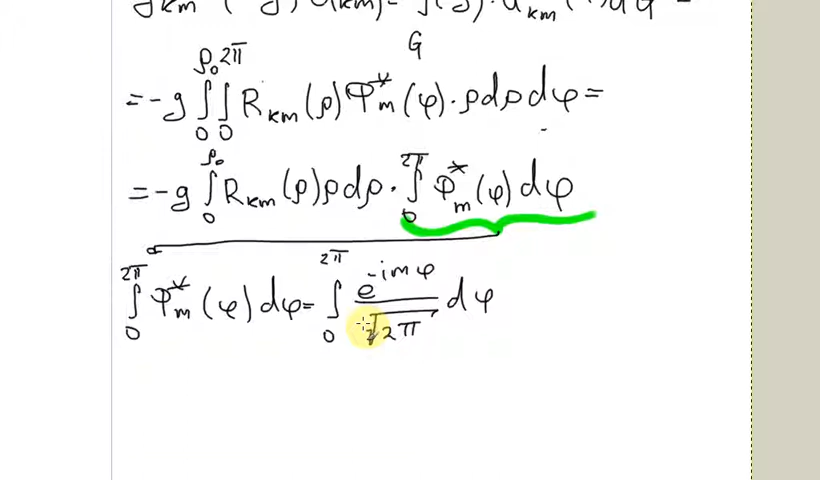 G
= -g ∫₀^ρ₀ ∫₀^2π R_km(ρ) Φ*_m(φ) · ρdρdφ =
= -g ∫₀^ρ₀ R_km(ρ)ρdρ · ∫₀^2π Φ*_m(φ)dφ
∫₀^2π Φ*_m(φ)dφ = ∫₀^2π e^(-imφ)/√2π dφ